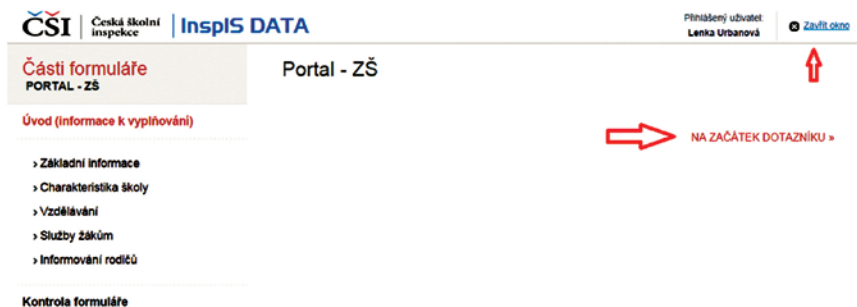 ČŠI Česká školní inspekce InspIS DATA
Přihlášený uživatel:
Lenka Urbanová
Zavřít okno
Části formuláře
PORTAL - ZŠ
Portal - ZŠ
Úvod (informace k vyplňování)
NA ZAČÁTEK DOTAZNÍKU »
› Základní informace
› Charakteristika školy
› Vzdělávání
› Služby žákům
› Informování rodičů
Kontrola formuláře